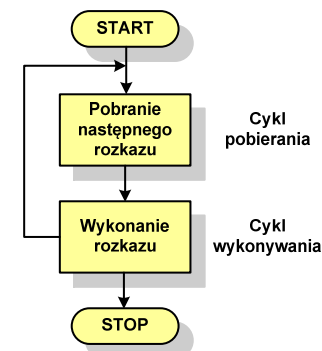 START
Pobranie
następnego
rozkazu
Cykl
pobierania
Wykonanie
rozkazu
Cykl
wykonywania
STOP